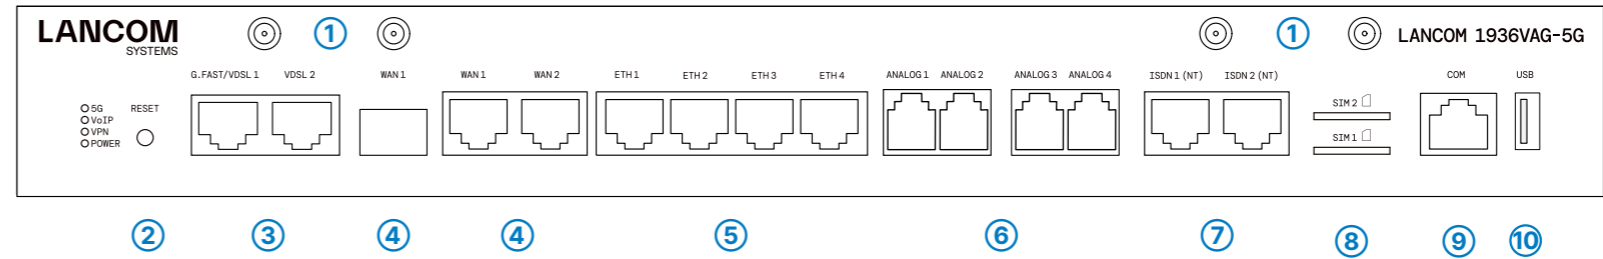 LANCOM
SYSTEMS
① ① LANCOM 1936VAG-5G
G.FAST/VDSL 1 VDSL 2 WAN 1 WAN 1 WAN 2 ETH 1 ETH 2 ETH 3 ETH 4 ANALOG 1 ANALOG 2 ANALOG 3 ANALOG 4 ISDN 1 (NT) ISDN 2 (NT) COM USB
5G RESET
VoIP
VPN
POWER
SIM 2
SIM 1
② ③ ④ ④ ⑤ ⑥ ⑦ ⑧ ⑨ ⑩